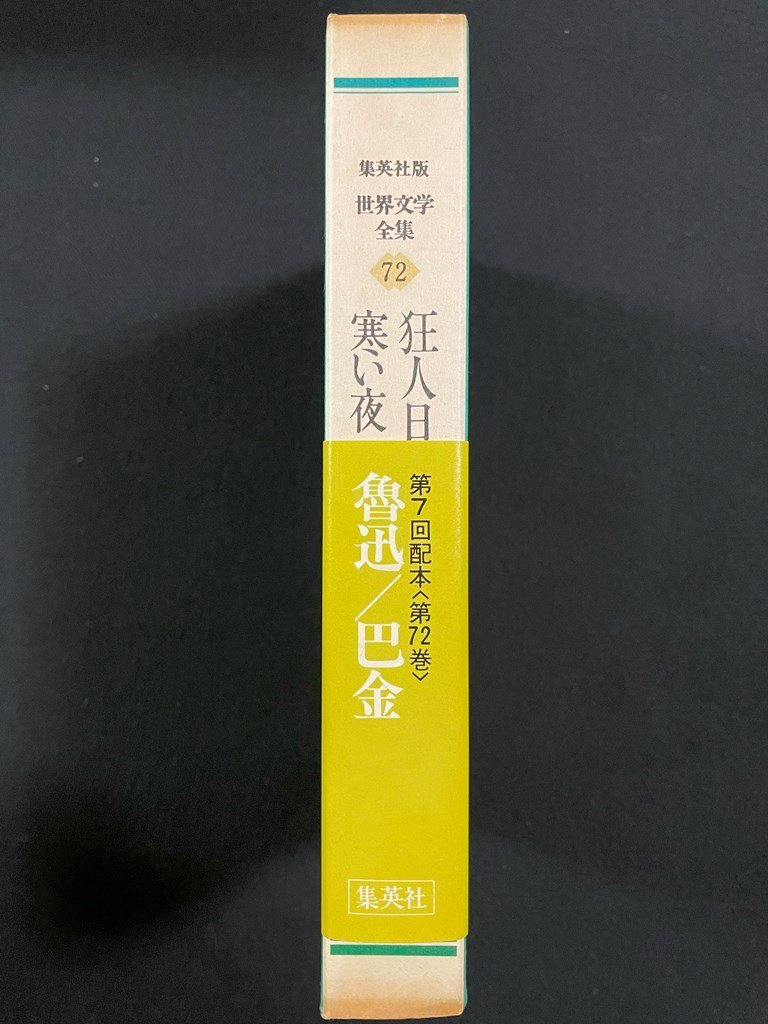 集英社版
世界文学
全集
72
狂人日
寒い夜
第7回配本〈第72巻〉
魯迅／巴金
集英社